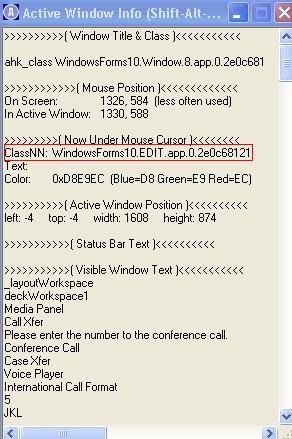 Active Window Info (Shift-Alt-...
>>>>>>>>>>( Window Title & Class )<<<<<<<<<<
ahk_class WindowsForms10.Window.8.app.0.2e0c681
>>>>>>>>>>>>( Mouse Position )<<<<<<<<<<<<
On Screen: 1326, 584 (less often used)
In Active Window: 1330, 588
>>>>>>>>>( Now Under Mouse Cursor )<<<<<<<<
ClassNN: WindowsForms10.EDIT.app.0.2e0c68121
Text:
Color: 0xD8E9EC (Blue=D8 Green=E9 Red=EC)
>>>>>>>>>>( Active Window Position )<<<<<<<<<<
left: -4 top: -4 width: 1608 height: 874
>>>>>>>>>>>( Status Bar Text )<<<<<<<<<<
>>>>>>>>>>>( Visible Window Text )<<<<<<<<<<<
_layoutWorkspace
deckWorkspace1
Media Panel
Call Xfer
Please enter the number to the conference call.
Conference Call
Case Xfer
Voice Player
International Call Format
5
JKL